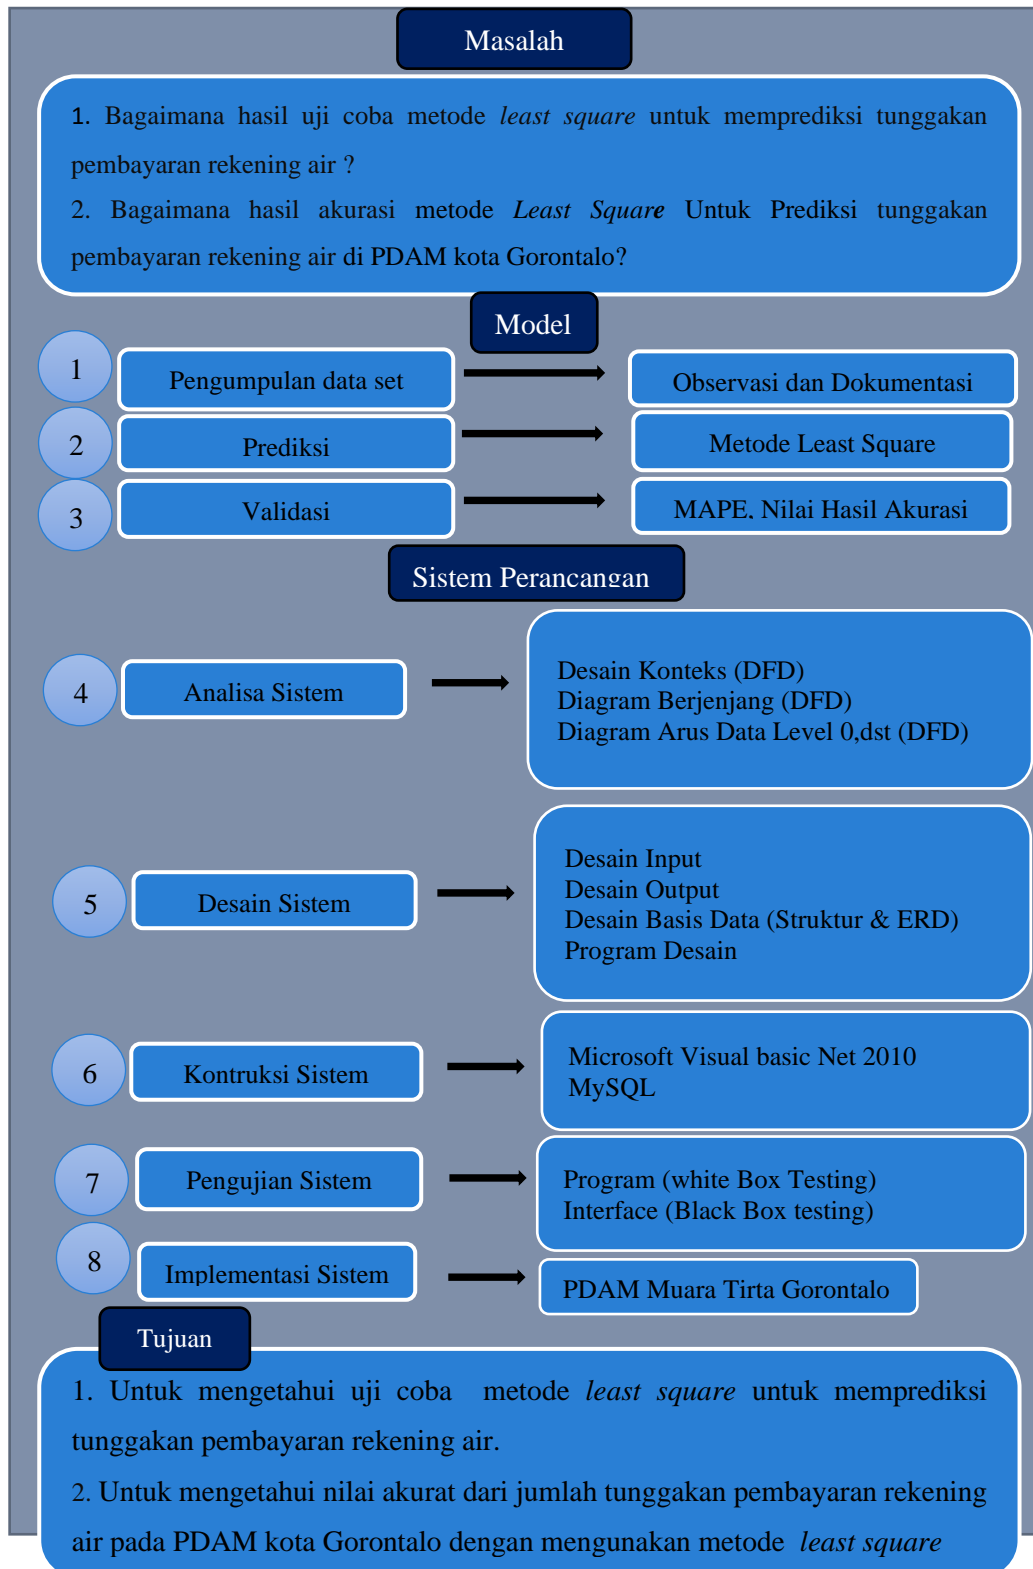 Masalah
1. Bagaimana hasil uji coba metode least square untuk memprediksi tunggakan
pembayaran rekening air ?
2. Bagaimana hasil akurasi metode Least Square Untuk Prediksi tunggakan
pembayaran rekening air di PDAM kota Gorontalo?
Model
1
Pengumpulan data set
Observasi dan Dokumentasi
2
Prediksi
Metode Least Square
3
Validasi
MAPE, Nilai Hasil Akurasi
Sistem Perancangan
4
Analisa Sistem
Desain Konteks (DFD)
Diagram Berjenjang (DFD)
Diagram Arus Data Level 0,dst (DFD)
5
Desain Sistem
Desain Input
Desain Output
Desain Basis Data (Struktur & ERD)
Program Desain
6
Kontruksi Sistem
Microsoft Visual basic Net 2010
MySQL
7
Pengujian Sistem
Program (white Box Testing)
Interface (Black Box testing)
8
Implementasi Sistem
PDAM Muara Tirta Gorontalo
Tujuan
1. Untuk mengetahui uji coba metode least square untuk memprediksi
tunggakan pembayaran rekening air.
2. Untuk mengetahui nilai akurat dari jumlah tunggakan pembayaran rekening
air pada PDAM kota Gorontalo dengan mengunakan metode least square